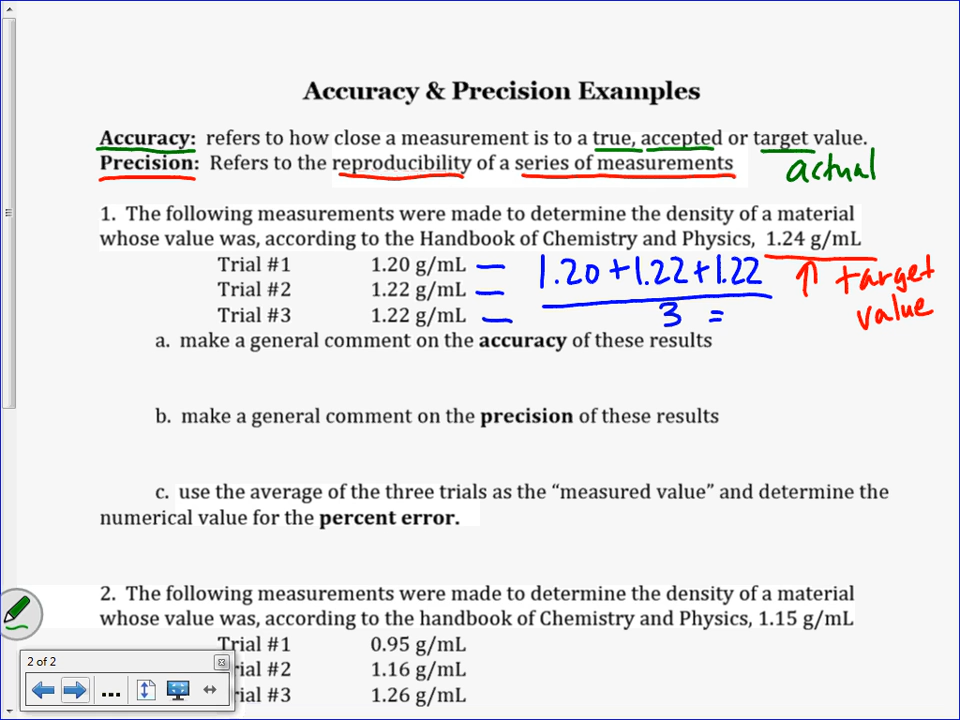 Accuracy & Precision Examples
Accuracy: refers to how close a measurement is to a true, accepted or target value.
Precision: Refers to the reproducibility of a series of measurements
actual
1. The following measurements were made to determine the density of a material
whose value was, according to the Handbook of Chemistry and Physics, 1.24 g/mL
Trial #1 1.20 g/mL — 1.20 + 1.22 + 1.22 ↑ target
Trial #2 1.22 g/mL —
Trial #3 1.22 g/mL — 3 = value
a. make a general comment on the accuracy of these results
b. make a general comment on the precision of these results
c. use the average of the three trials as the “measured value” and determine the
numerical value for the percent error.
2. The following measurements were made to determine the density of a material
whose value was, according to the handbook of Chemistry and Physics, 1.15 g/mL
Trial #1 0.95 g/mL
rial #2 1.16 g/mL
rial #3 1.26 g/mL
2 of 2
...